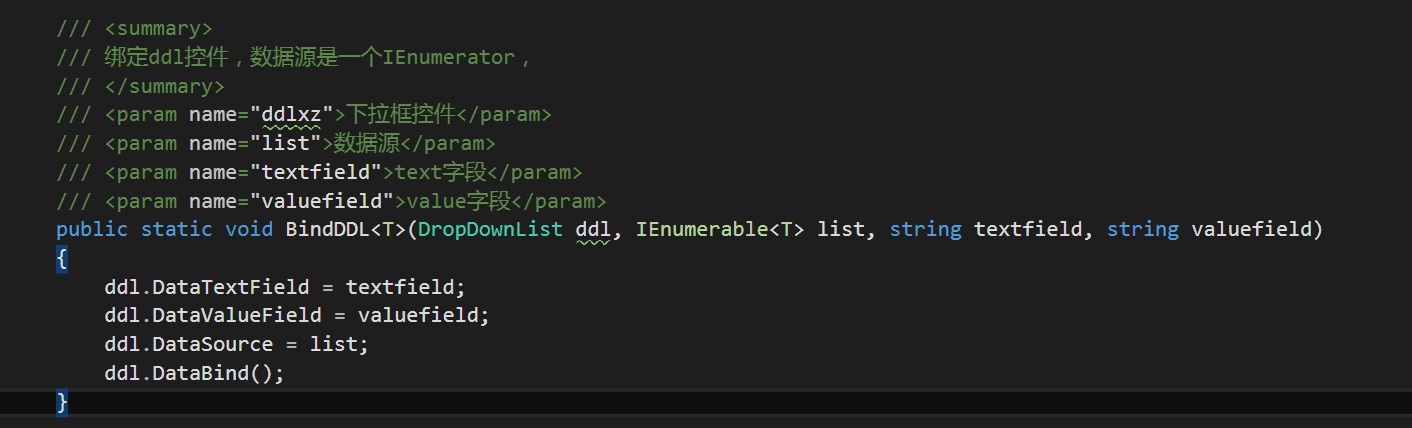 /// <summary>
/// 绑定ddl控件，数据源是一个IEnumerator，
/// </summary>
/// <param name="ddlxz">下拉框控件</param>
/// <param name="list">数据源</param>
/// <param name="textfield">text字段</param>
/// <param name="valuefield">value字段</param>
public static void BindDDL<T>(DropDownList ddl, IEnumerable<T> list, string textfield, string valuefield)
{
    ddl.DataTextField = textfield;
    ddl.DataValueField = valuefield;
    ddl.DataSource = list;
    ddl.DataBind();
}